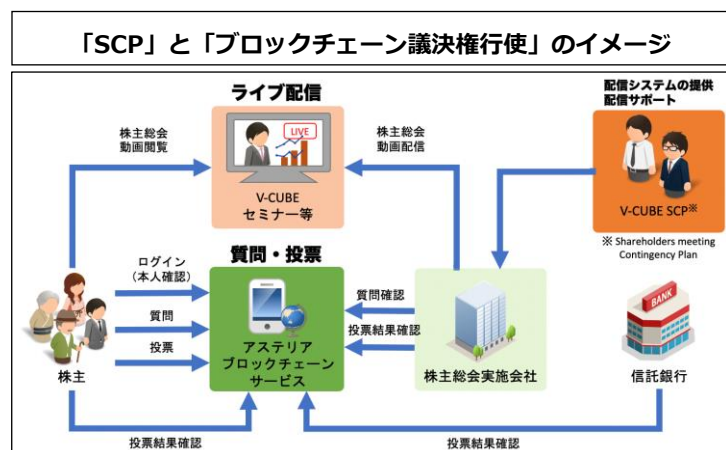 「SCP」と「ブロックチェーン議決権行使」のイメージ
ライブ配信
配信システムの提供
配信サポート
株主総会
動画閲覧
LIVE
株主総会
動画配信
V-CUBE
セミナー等
V-CUBE SCP※
※ Shareholders meeting
Contingency Plan
質問・投票
ログイン
（本人確認）
質問
投票
質問確認
投票結果確認
BANK
アステリア
ブロックチェーン
サービス
株主
株主総会実施会社
信託銀行
投票結果確認
投票結果確認